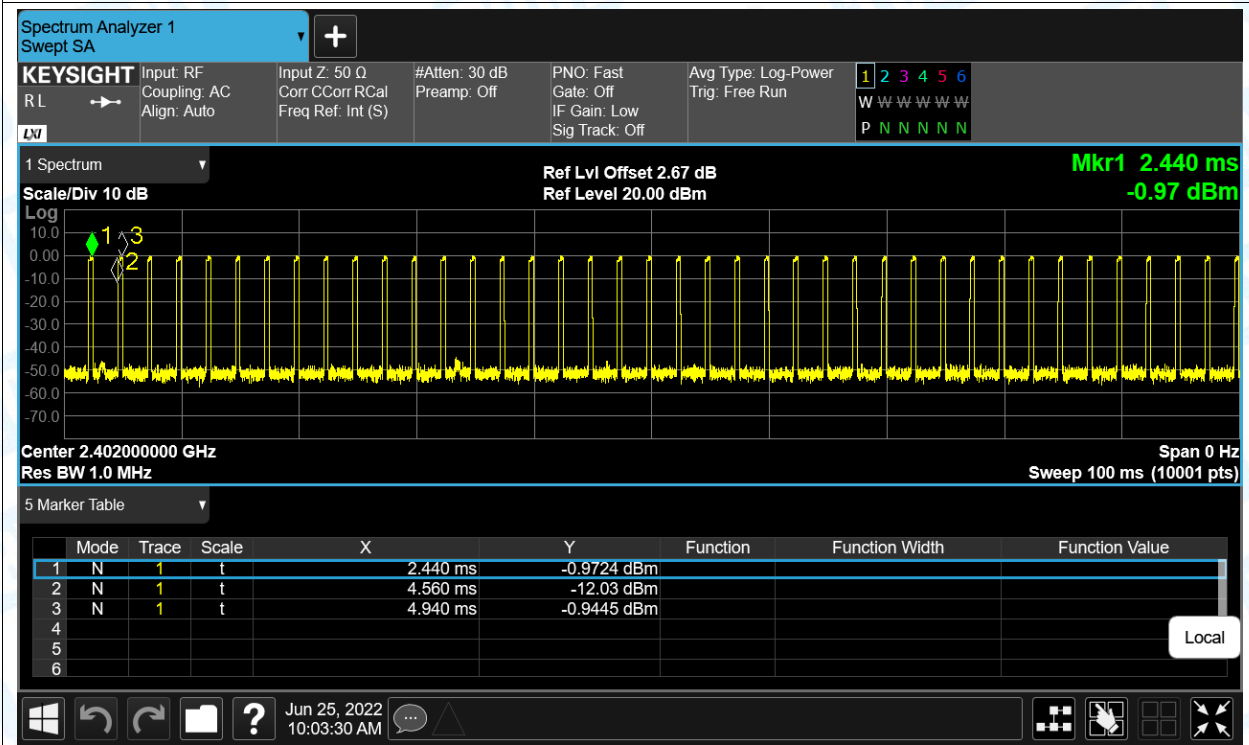 Spectrum Analyzer 1
Swept SA
+
KEYSIGHT
R L
LXI
Input: RF
Coupling: AC
Align: Auto
Input Z: 50 Ω
Corr CCorr RCal
Freq Ref: Int (S)
#Atten: 30 dB
Preamp: Off
PNO: Fast
Gate: Off
IF Gain: Low
Sig Track: Off
Avg Type: Log-Power
Trig: Free Run
1 2 3 4 5 6
W W W W W W
P N N N N N
1 Spectrum
Scale/Div 10 dB
Ref Lvl Offset 2.67 dB
Ref Level 20.00 dBm
Mkr1 2.440 ms
-0.97 dBm
Log
10.0
0.00
-10.0
-20.0
-30.0
-40.0
-50.0
-60.0
-70.0
1
3
2
Center 2.402000000 GHz
Res BW 1.0 MHz
Span 0 Hz
Sweep 100 ms (10001 pts)
5 Marker Table
Mode Trace Scale X Y Function Function Width Function Value
1 N 1 t 2.440 ms -0.9724 dBm
2 N 1 t 4.560 ms -12.03 dBm
3 N 1 t 4.940 ms -0.9445 dBm
4
5
6
Local
?
Jun 25, 2022
10:03:30 AM